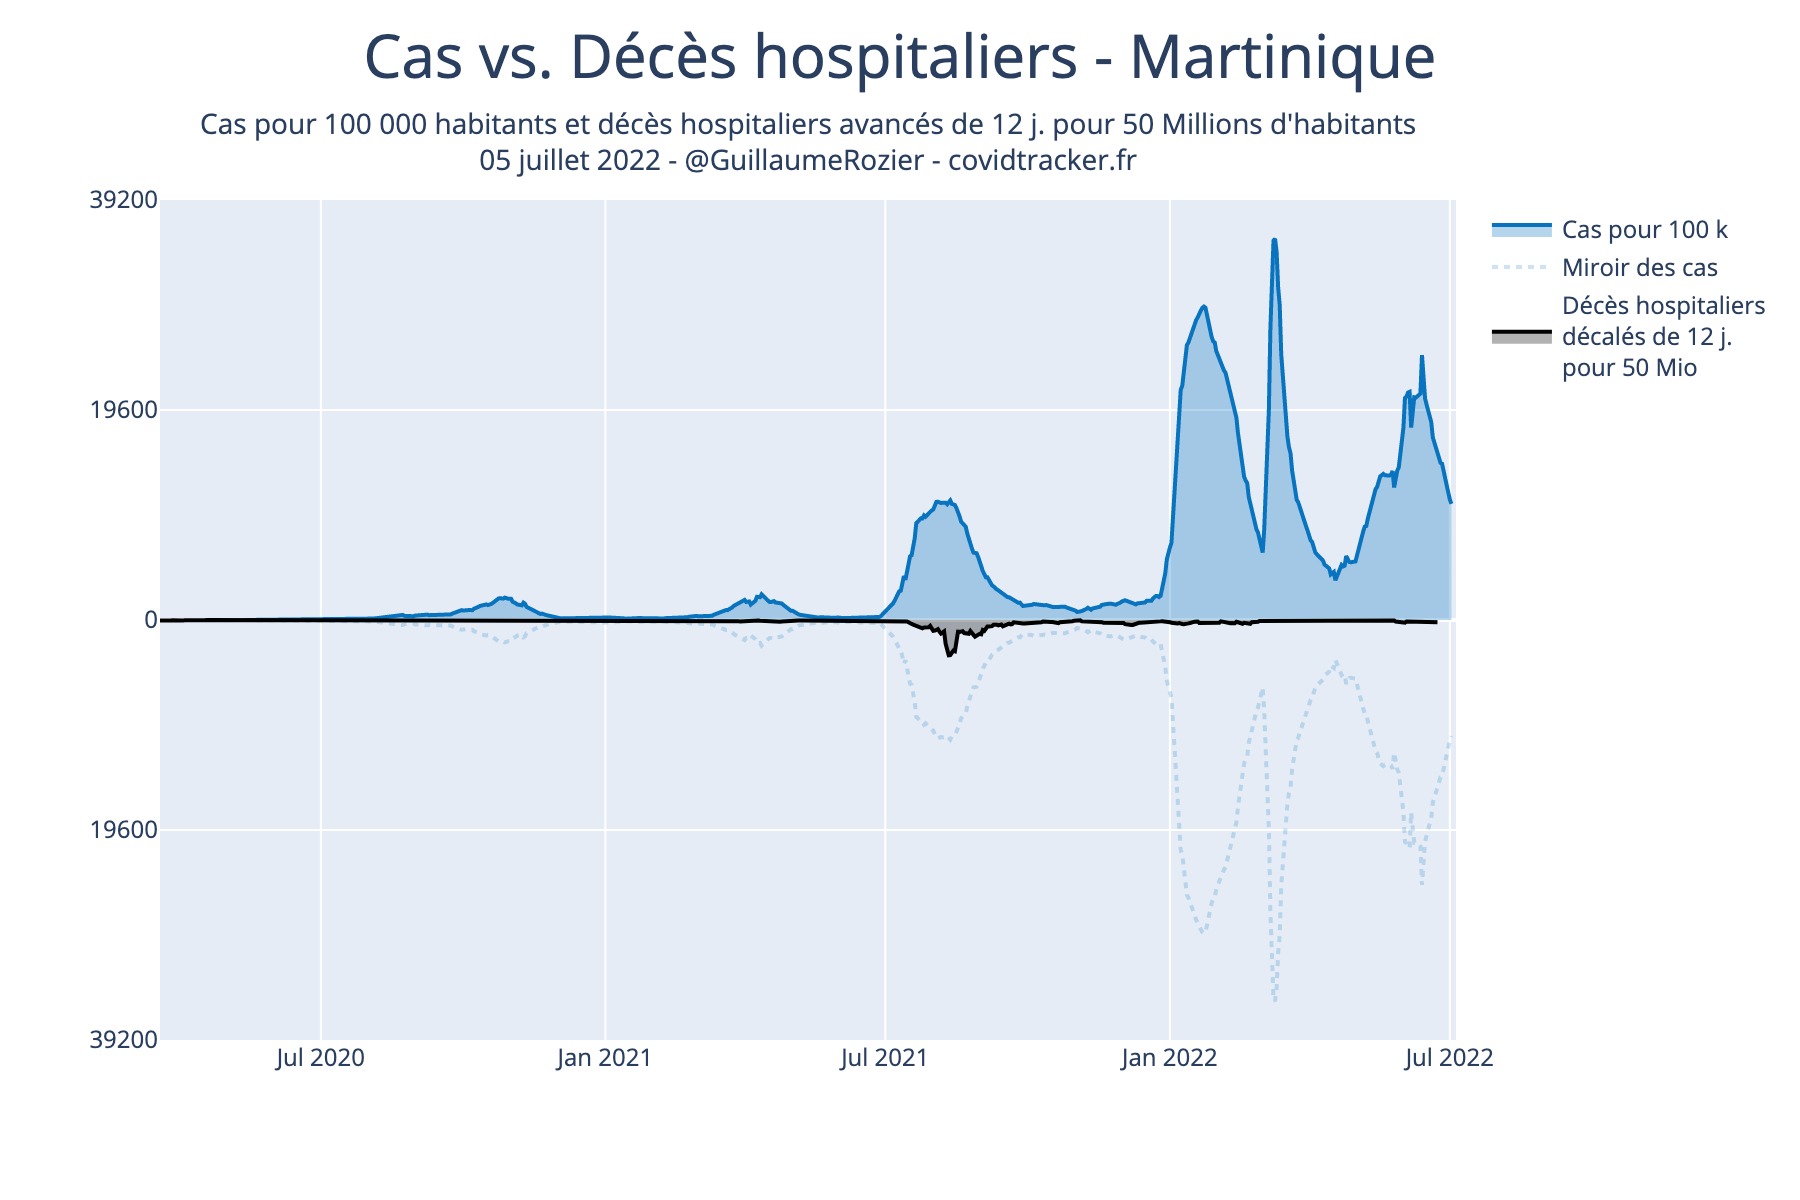 Cas vs. Décès hospitaliers - Martinique
Cas pour 100 000 habitants et décès hospitaliers avancés de 12 j. pour 50 Millions d'habitants
05 juillet 2022 - @GuillaumeRozier - covidtracker.fr
39200
19600
0
19600
39200
Jul 2020
Jan 2021
Jul 2021
Jan 2022
Jul 2022
Cas pour 100 k
Miroir des cas
Décès hospitaliers
décalés de 12 j.
pour 50 Mio